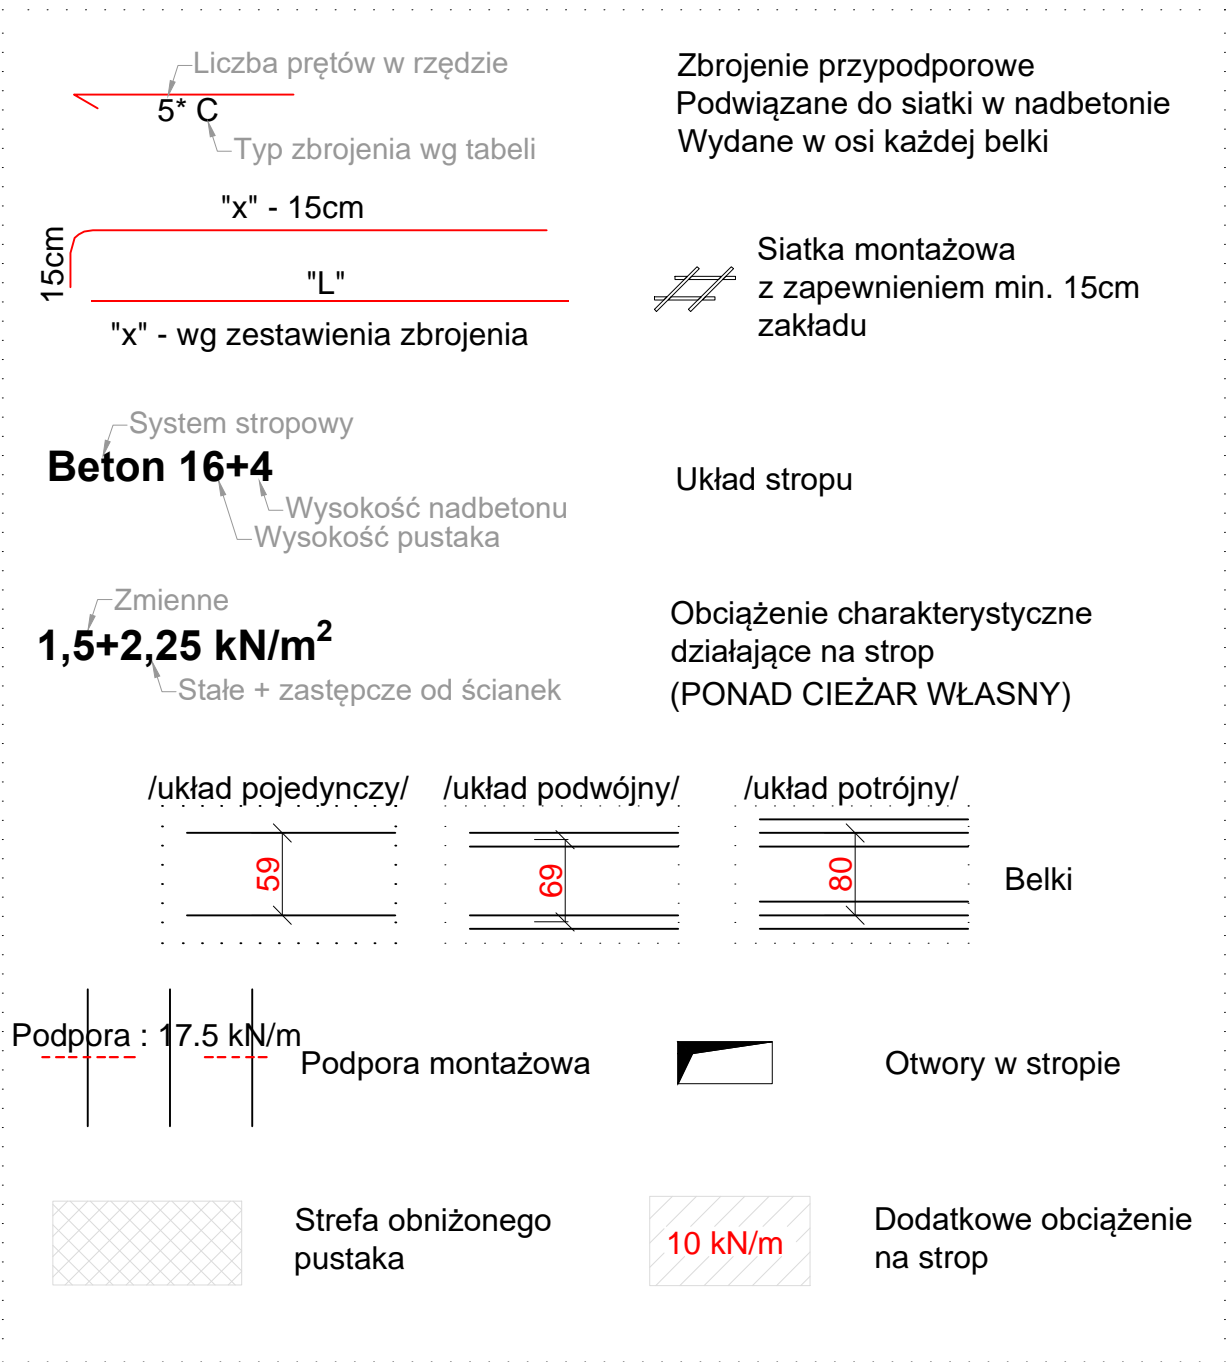 Liczba prętów w rzędzie
5* C
Typ zbrojenia wg tabeli
Zbrojenie przypodporowe
Podwiązane do siatki w nadbetonie
Wydane w osi każdej belki
"x" - 15cm
15cm
"L"
"x" - wg zestawienia zbrojenia
Siatka montażowa
z zapewnieniem min. 15cm
zakładu
System stropowy
Beton 16+4
Wysokość nadbetonu
Wysokość pustaka
Układ stropu
Zmienne
1,5+2,25 kN/m²
Stałe + zastępcze od ścianek
Obciążenie charakterystyczne
działające na strop
(PONAD CIEŻAR WŁASNY)
/układ pojedynczy/
/układ podwójny/
/układ potrójny/
59
69
80
Belki
Podpora : 17.5 kN/m
Podpora montażowa
Otwory w stropie
Strefa obniżonego
pustaka
10 kN/m
Dodatkowe obciążenie
na strop